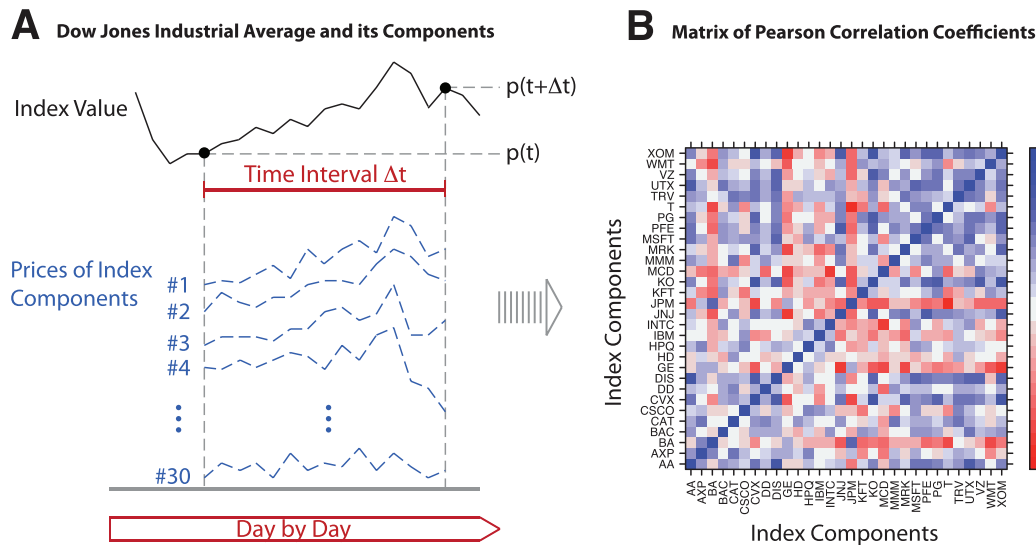 A Dow Jones Industrial Average and its Components
Index Value
p(t+Δt)
p(t)
Time Interval Δt
Prices of Index
Components
#1
#2
#3
#4
#30
Day by Day
B Matrix of Pearson Correlation Coefficients
Index Components
XOM
WMT
VZ
UTX
TRV
T
PG
PFE
MSFT
MRK
MMM
MCD
KO
KFT
JPM
JNJ
INTC
IBM
HPQ
HD
GE
DIS
DD
CVX
CSCO
CAT
BAC
BA
AXP
AA
AA
AXP
BA
BAC
CAT
CSCO
CVX
DD
DIS
GE
HD
HPQ
IBM
INTC
JNJ
JPM
KFT
KO
MCD
MMM
MRK
MSFT
PFE
PG
T
TRV
UTX
VZ
WMT
XOM
Index Components